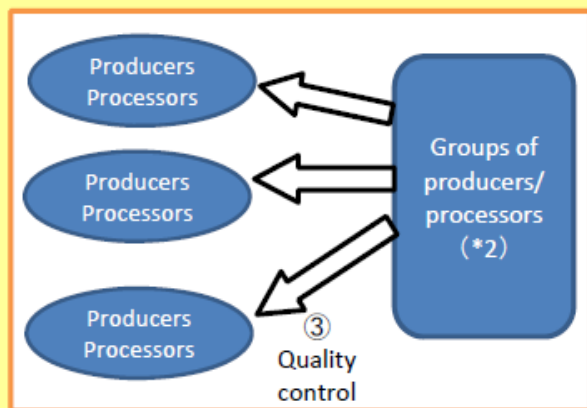 Producers
Processors
Producers
Processors
Producers
Processors
Groups of
producers/
processors
(*2)
③
Quality
control